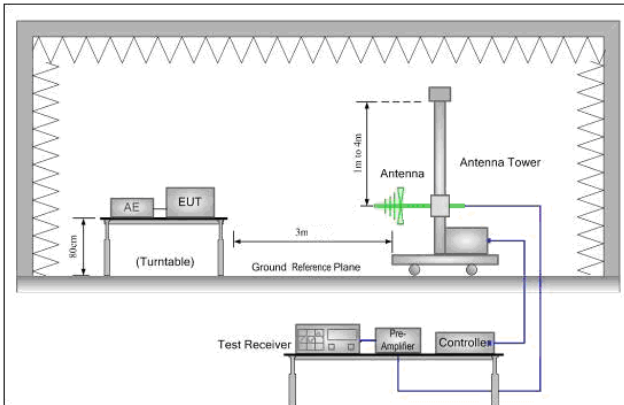 1m to 4m
Antenna
Antenna Tower
AE
EUT
80cm
(Turntable)
3m
Ground Reference Plane
Test Receiver
Pre-
Amplifier
Controller